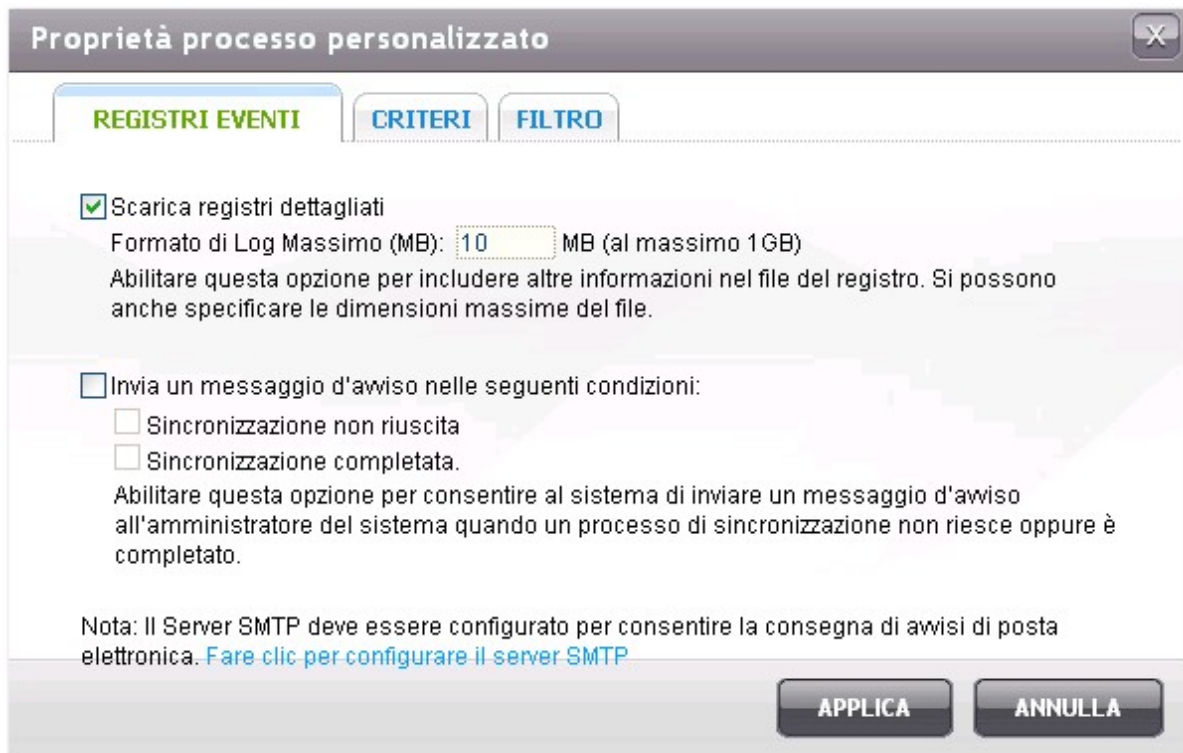 Proprietà processo personalizzato
X
REGISTRI EVENTI
CRITERI
FILTRO
Scarica registri dettagliati
Formato di Log Massimo (MB): 10 MB (al massimo 1GB)
Abilitare questa opzione per includere altre informazioni nel file del registro. Si possono
anche specificare le dimensioni massime del file.
Invia un messaggio d'avviso nelle seguenti condizioni:
Sincronizzazione non riuscita
Sincronizzazione completata.
Abilitare questa opzione per consentire al sistema di inviare un messaggio d'avviso
all'amministratore del sistema quando un processo di sincronizzazione non riesce oppure è
completato.
Nota: Il Server SMTP deve essere configurato per consentire la consegna di avvisi di posta
elettronica. Fare clic per configurare il server SMTP
APPLICA
ANNULLA